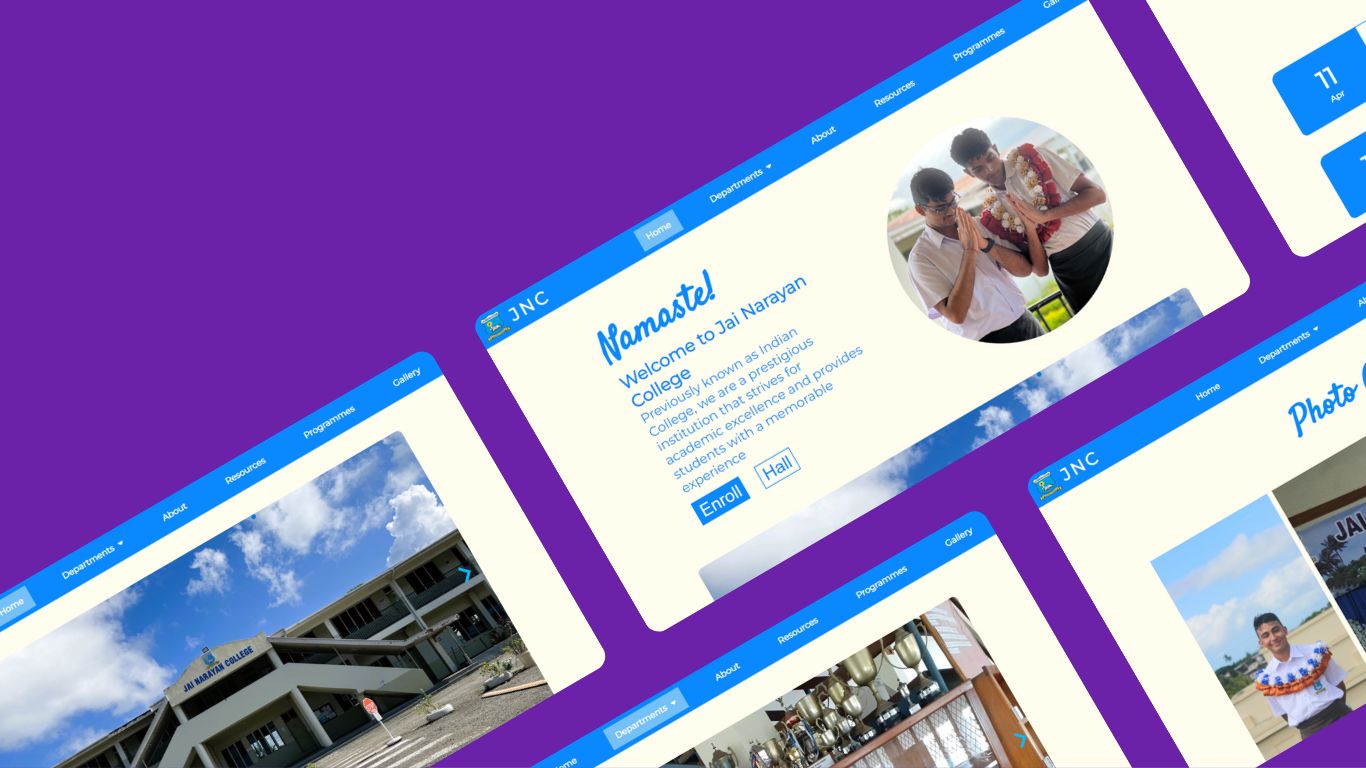 Home
Departments
About
Resources
Programmes
Gallery
JAI NARAYAN COLLEGE
JNC
Home
Departments
About
Resources
Programmes
Namaste!
Welcome to Jai Narayan
College
Previously known as Indian
College, we are a prestigious
institution that strives for
academic excellence and provides
students with a memorable
experience
Enroll
Hall
11
Apr
Departments
About
Resources
Programmes
Gallery
JNC
Home
Departments
Photo